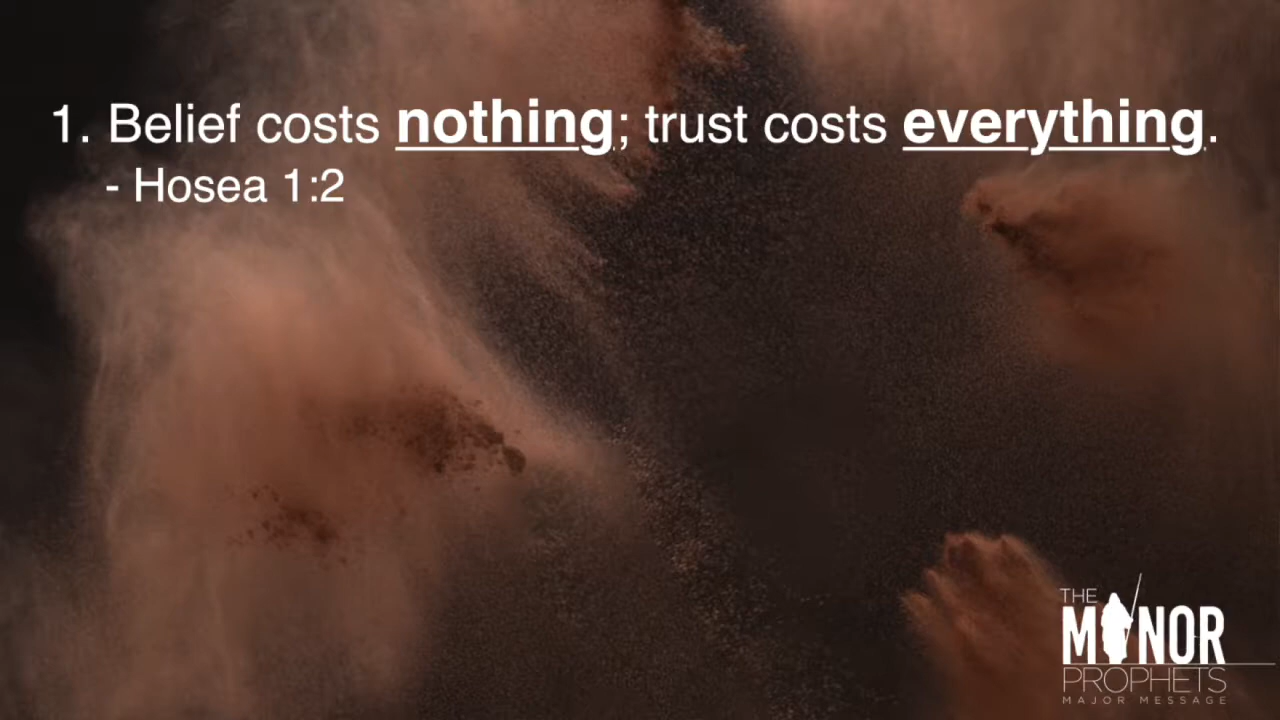 1. Belief costs nothing; trust costs everything.
- Hosea 1:2
THE
MINOR
PROPHETS
MAJOR MESSAGE